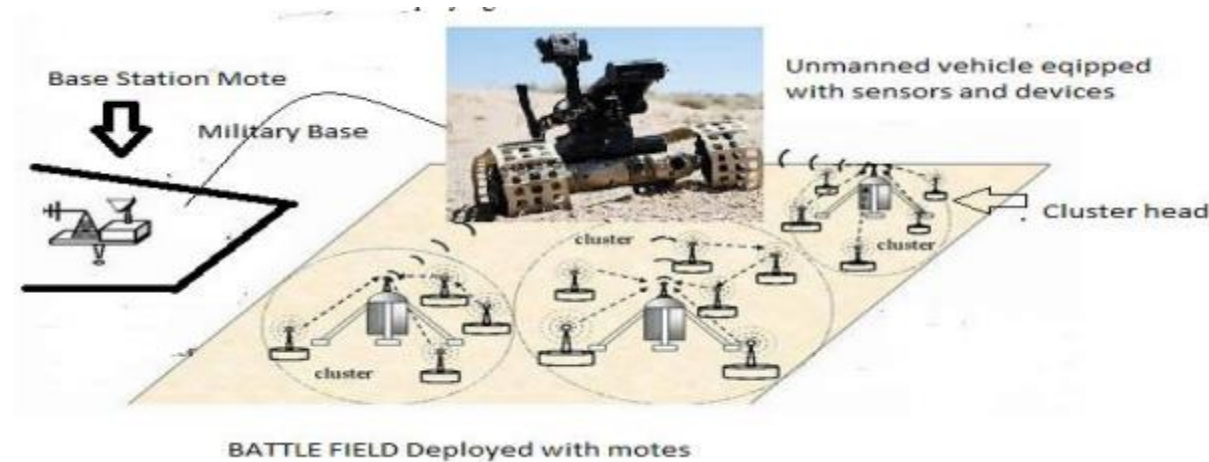 Base Station Mote
Military Base
Unmanned vehicle eqipped
with sensors and devices
Cluster head
cluster
cluster
cluster
BATTLE FIELD Deployed with motes